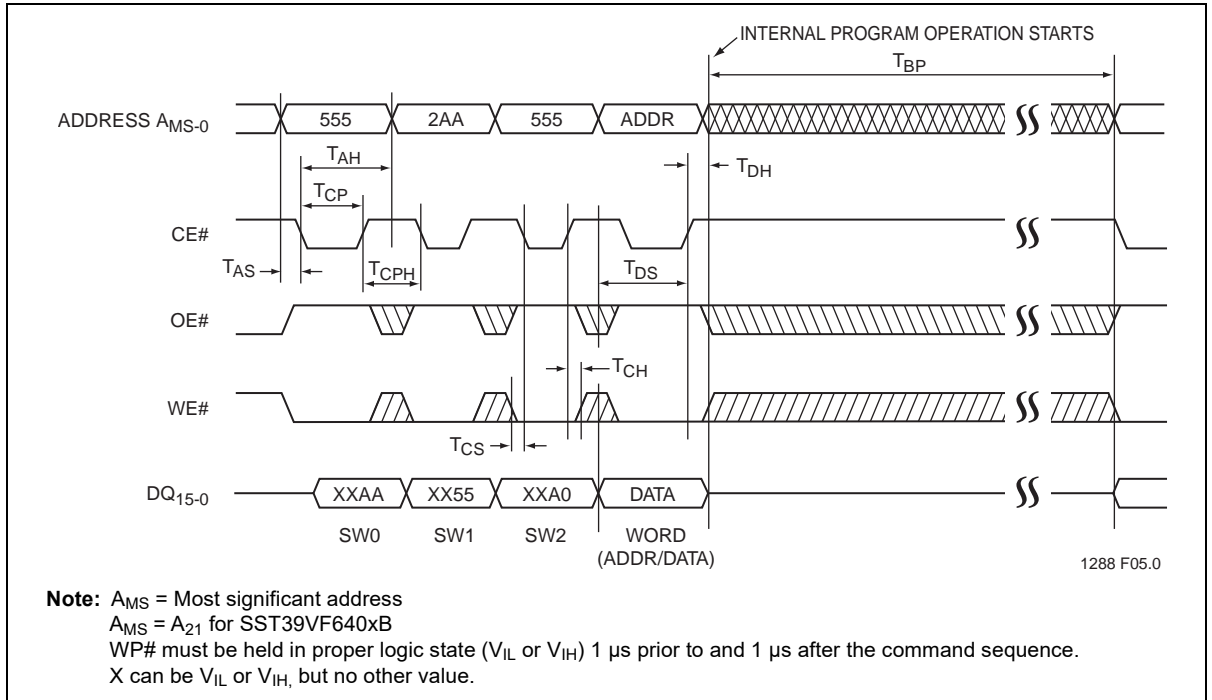 INTERNAL PROGRAM OPERATION STARTS
TBP
ADDRESS AMS-0
555
2AA
555
ADDR
TAH
TDH
TCP
CE#
TAS
TCPH
TDS
OE#
TCH
WE#
TCS
DQ15-0
XXAA
XX55
XXA0
DATA
SW0
SW1
SW2
WORD
(ADDR/DATA)
1288 F05.0
Note: AMS = Most significant address
AMS = A21 for SST39VF640xB
WP# must be held in proper logic state (VIL or VIH) 1 µs prior to and 1 µs after the command sequence.
X can be VIL or VIH, but no other value.